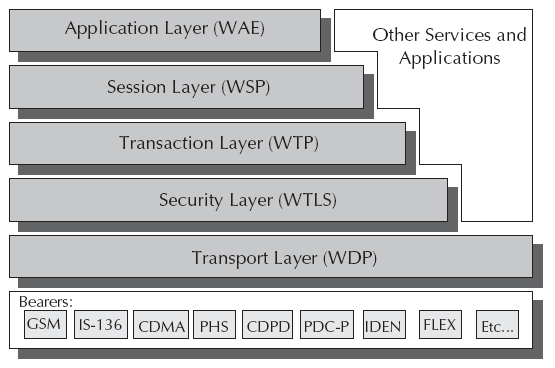 Application Layer (WAE)
Other Services and
Applications
Session Layer (WSP)
Transaction Layer (WTP)
Security Layer (WTLS)
Transport Layer (WDP)
Bearers:
GSM IS-136 CDMA PHS CDPD PDC-P IDEN FLEX Etc...